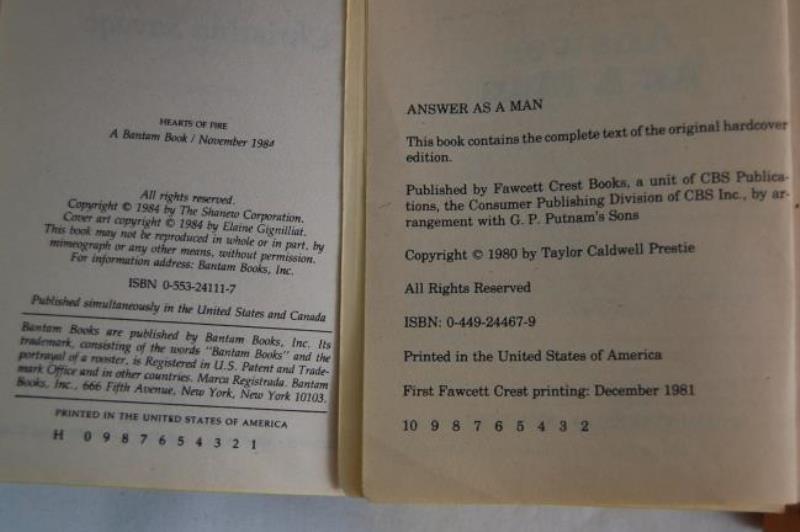 HEARTS OF FIRE
A Bantam Book / November 1984
All rights reserved.
Copyright © 1984 by The Shanew Corporation.
Cover art copyright © 1984 by Elaine Gignilliat.
This book may not be reproduced in whole or in part, by
mimeograph or any other means, without permission.
For information address: Bantam Books, Inc.
ISBN 0-553-24111-7
Published simultaneously in the United States and Canada
Bantam Books are published by Bantam Books, Inc. Its
trademark, consisting of the words "Bantam Books" and the
portrayal of a rooster, is Registered in U.S. Patent and Trade-
mark Office and in other countries. Marca Registrada. Bantam
Books, Inc., 666 Fifth Avenue, New York, New York 10103.
PRINTED IN THE UNITED STATES OF AMERICA
H 0 9 8 7 6 5 4 3 2 1
ANSWER AS A MAN
This book contains the complete text of the original hardcover
edition.
Published by Fawcett Crest Books, a unit of CBS Publica-
tions, the Consumer Publishing Division of CBS Inc., by ar-
rangement with G. P. Putnam's Sons
Copyright © 1980 by Taylor Caldwell Prestie
All Rights Reserved
ISBN: 0-449-24467-9
Printed in the United States of America
First Fawcett Crest printing: December 1981
10 9 8 7 6 5 4 3 2